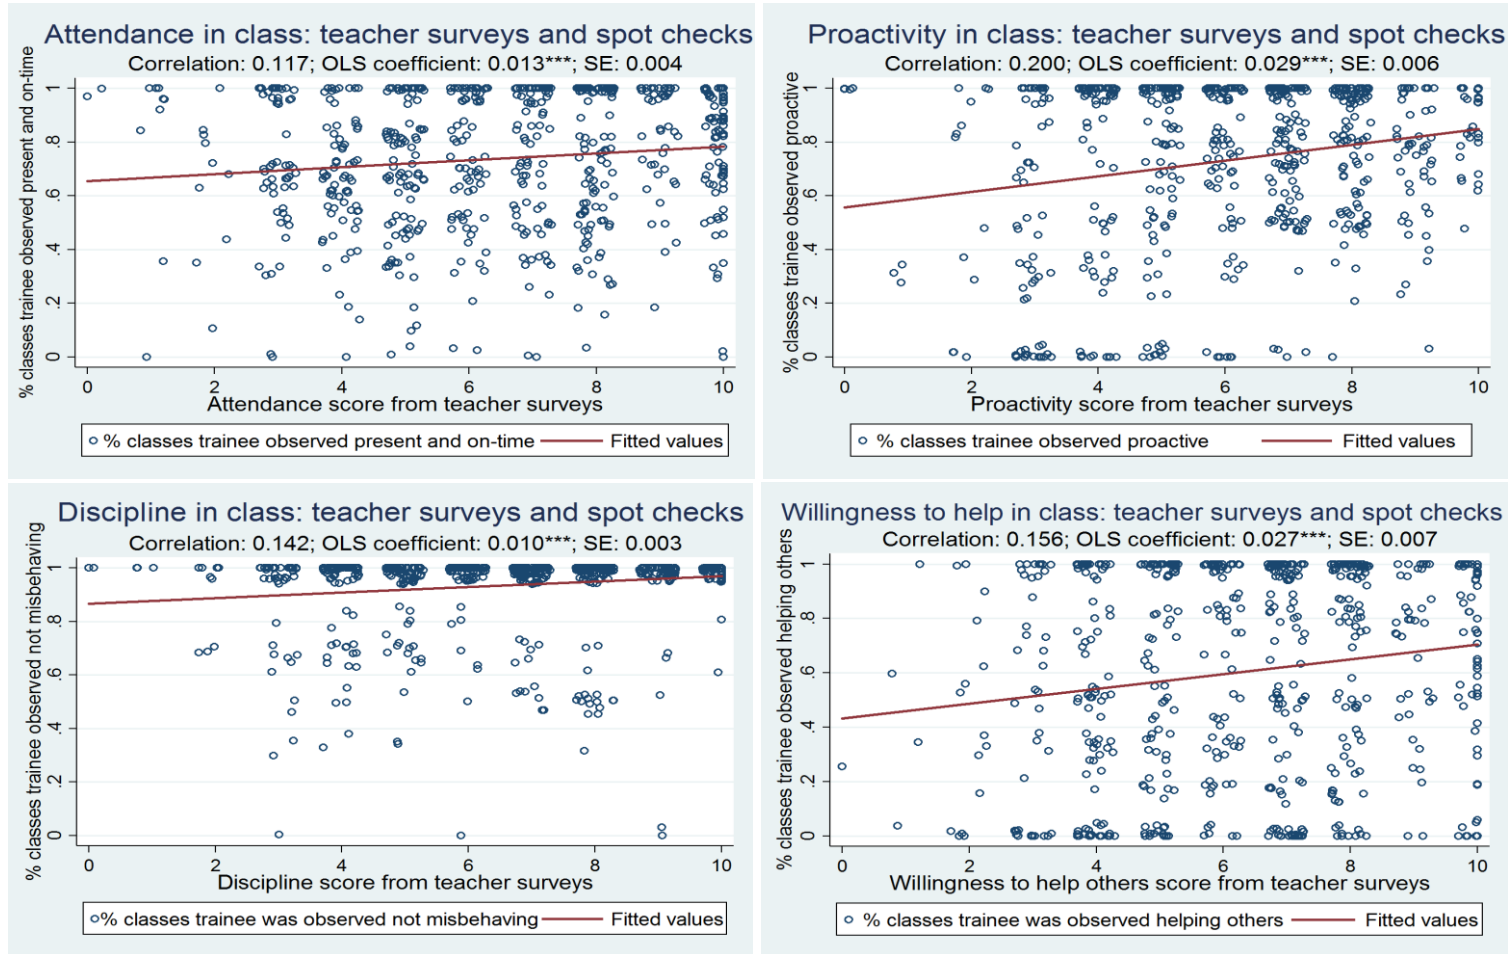 Attendance in class: teacher surveys and spot checks
Correlation: 0.117; OLS coefficient: 0.013***; SE: 0.004
% classes trainee observed present and on-time
1
.8
.6
.4
.2
0
0 2 4 6 8 10
Attendance score from teacher surveys
% classes trainee observed present and on-time Fitted values
Proactivity in class: teacher surveys and spot checks
Correlation: 0.200; OLS coefficient: 0.029***; SE: 0.006
% classes trainee observed proactive
1
.8
.6
.4
.2
0
0 2 4 6 8 10
Proactivity score from teacher surveys
% classes trainee observed proactive Fitted values
Discipline in class: teacher surveys and spot checks
Correlation: 0.142; OLS coefficient: 0.010***; SE: 0.003
% classes trainee observed not misbehaving
1
.8
.6
.4
.2
0
0 2 4 6 8 10
Discipline score from teacher surveys
% classes trainee was observed not misbehaving Fitted values
Willingness to help in class: teacher surveys and spot checks
Correlation: 0.156; OLS coefficient: 0.027***; SE: 0.007
% classes trainee observed helping others
1
.8
.6
.4
.2
0
0 2 4 6 8 10
Willingness to help others score from teacher surveys
% classes trainee was observed helping others Fitted values